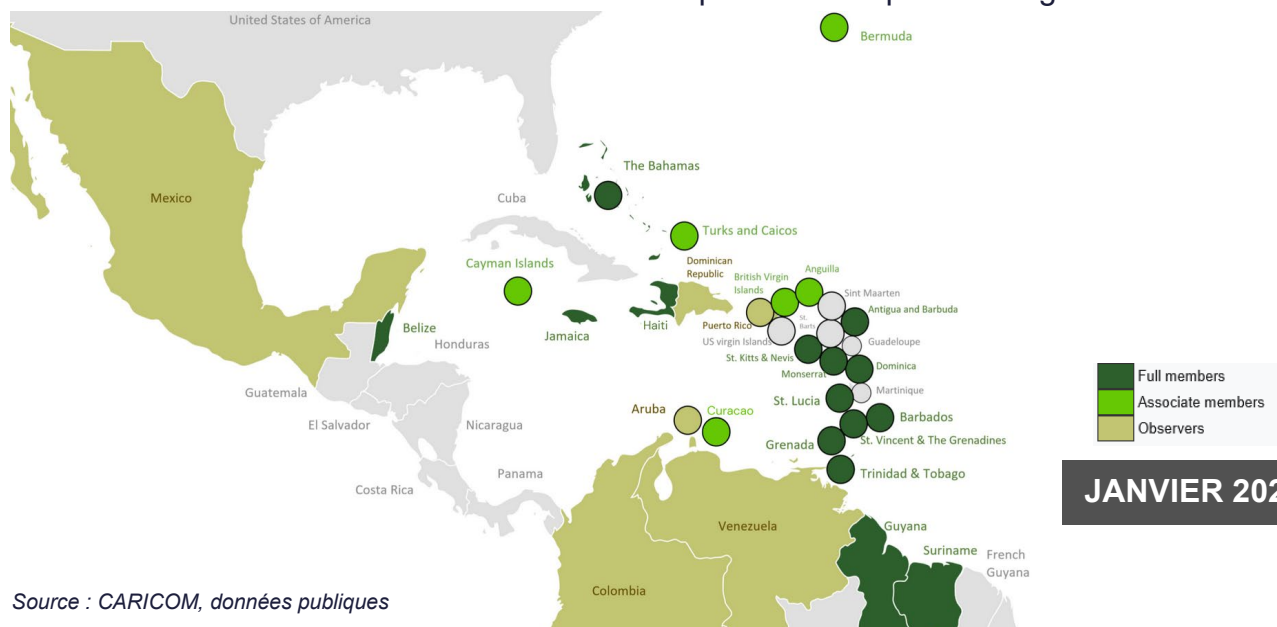 United States of America
Bermuda
The Bahamas
Mexico
Cuba
Turks and Caicos
Cayman Islands
Dominican
Republic
British Virgin
Islands
Anguilla
Sint Maarten
Antigua and Barbuda
Belize
Jamaica
Haiti
Puerto Rico
St.
Barts
US virgin Islands
Guadeloupe
Honduras
St. Kitts & Nevis
Monserrat
Dominica
Guatemala
Martinique
St. Lucia
Aruba
Curacao
Barbados
El Salvador
Nicaragua
Grenada
St. Vincent & The Grenadines
Panama
Trinidad & Tobago
Costa Rica
Venezuela
Guyana
Suriname
French
Guyana
Colombia
Full members
Associate members
Observers
JANVIER 202
Source : CARICOM, données publiques